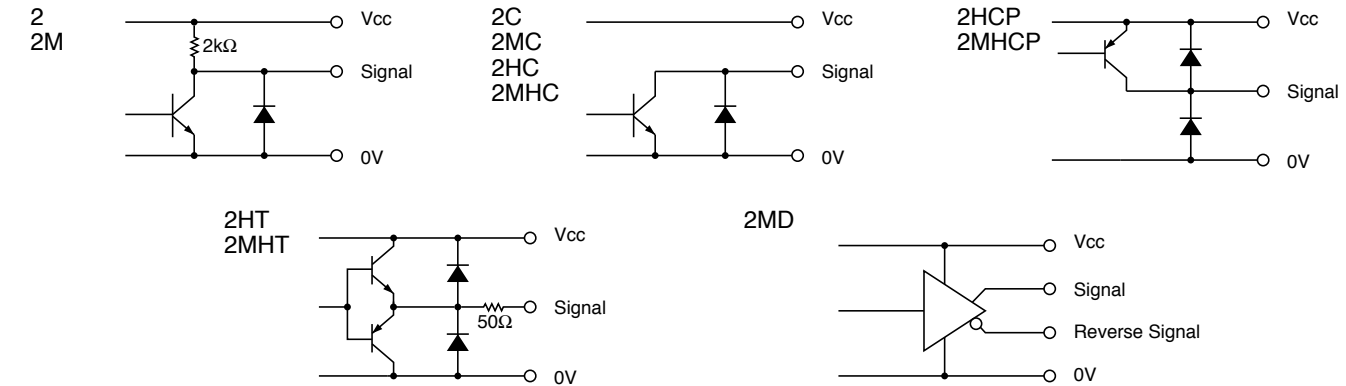 2
2M
Vcc
2kΩ
Signal
0V
2C
2MC
2HC
2MHC
Vcc
Signal
0V
2HCP
2MHCP
Vcc
Signal
0V
2HT
2MHT
Vcc
Signal
50Ω
0V
2MD
Vcc
Signal
Reverse Signal
0V